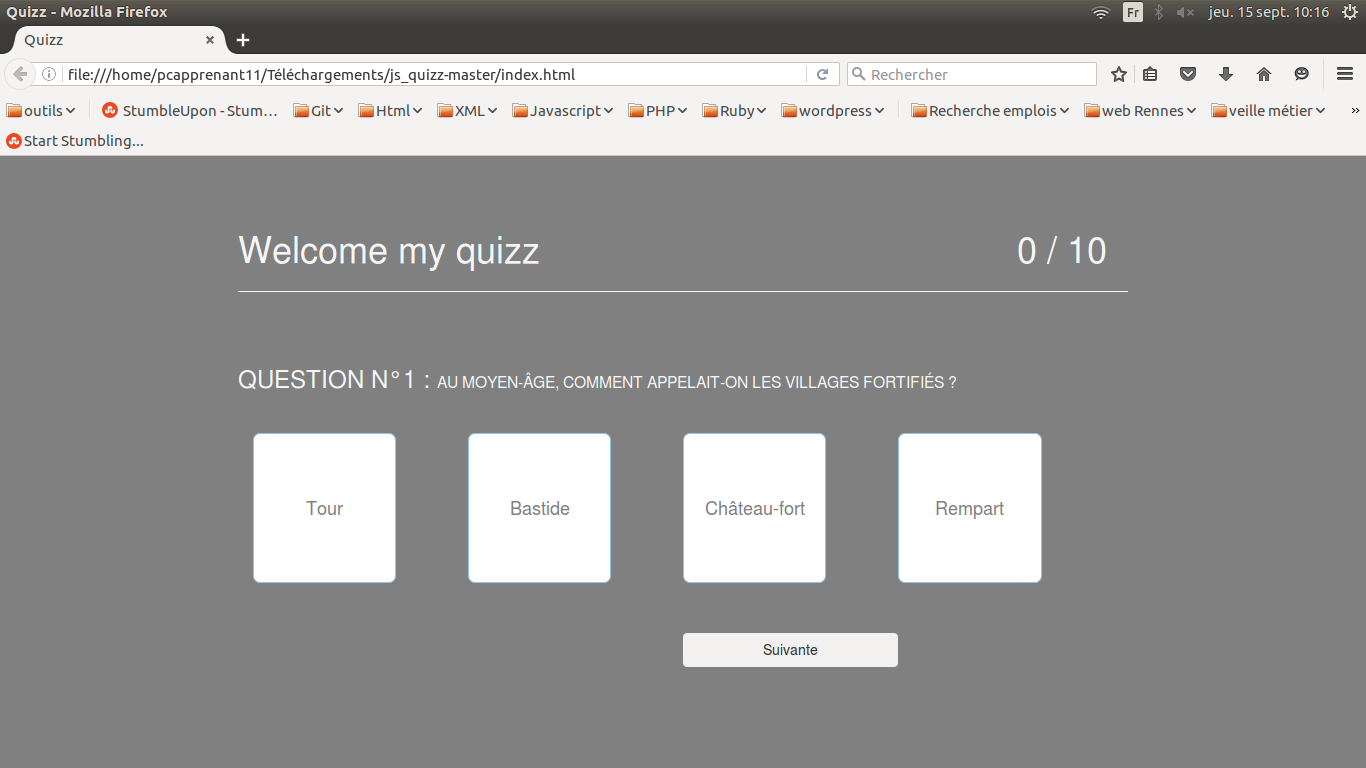 Quizz - Mozilla Firefox
Fr
jeu. 15 sept. 10:16
Quizz
file:///home/pcapprenant11/Téléchargements/js_quizz-master/index.html
Rechercher
outils StumbleUpon - Stum… Git Html XML Javascript PHP Ruby wordpress Recherche emplois web Rennes veille métier
Start Stumbling...
Welcome my quizz
0 / 10
QUESTION N°1 : AU MOYEN-ÂGE, COMMENT APPELAIT-ON LES VILLAGES FORTIFIÉS ?
Tour
Bastide
Château-fort
Rempart
Suivante